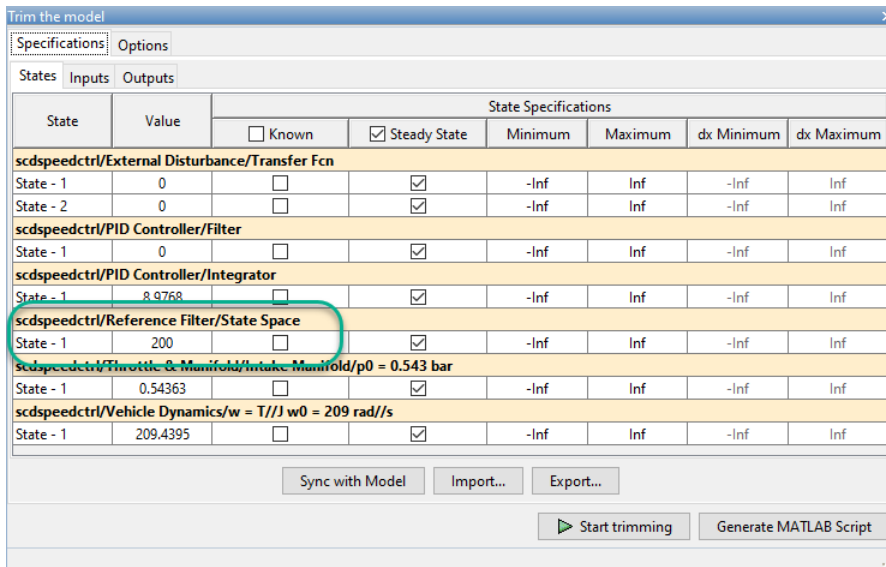 Trim the model
Specifications Options
States Inputs Outputs
State Value State Specifications
Known Steady State Minimum Maximum dx Minimum dx Maximum
scdspeedctrl/External Disturbance/Transfer Fcn
State - 1 0 -Inf Inf -Inf Inf
State - 2 0 -Inf Inf -Inf Inf
scdspeedctrl/PID Controller/Filter
State - 1 0 -Inf Inf -Inf Inf
scdspeedctrl/PID Controller/Integrator
State - 1 8.9768 -Inf Inf -Inf Inf
scdspeedctrl/Reference Filter/State Space
State - 1 200 -Inf Inf -Inf Inf
scdspeedctrl/Throttle & Manifold/Intake Manifold/p0 = 0.543 bar
State - 1 0.54363 -Inf Inf -Inf Inf
scdspeedctrl/Vehicle Dynamics/w = T//J w0 = 209 rad//s
State - 1 209.4395 -Inf Inf -Inf Inf
Sync with Model Import... Export...
Start trimming Generate MATLAB Script